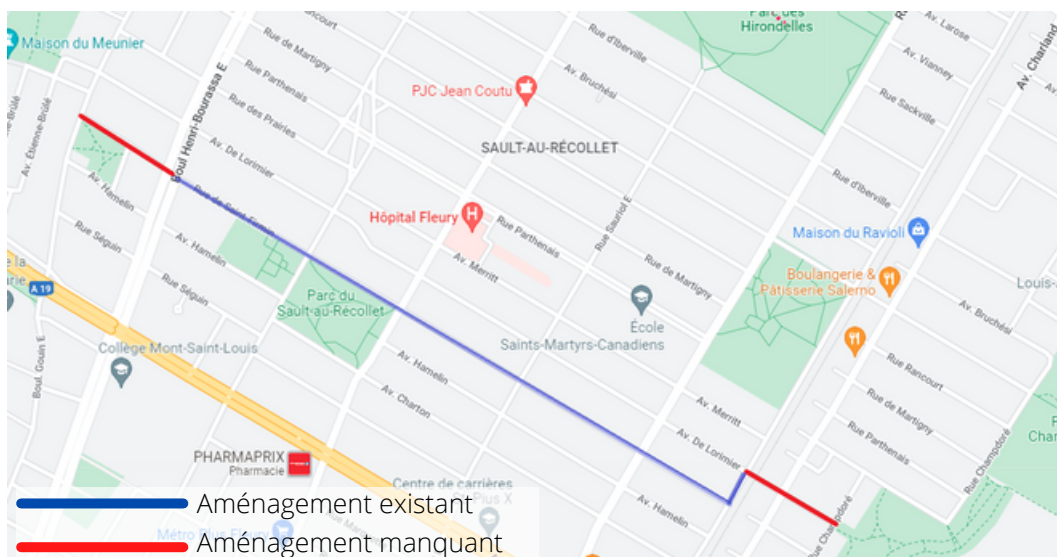 Parc des
Hirondelles
Maison du Meunier
Rue de Martigny
Rue Parthenais
Rue des Prairies
Av. De Lorimier
Boul Henri-Bourassa E
Av. Étienne-Brûlé
Rue d'Iberville
Av. Bruchési
PJC Jean Coutu
SAULT-AU-RÉCOLLET
Av. Larose
Av. Vianney
Av. Charland
Rue Sackville
Rue d'Iberville
Av. Hamelin
Rue de Saint-Firmin
Hôpital Fleury
H
Rue Parthenais
Rue Sauriol E
Av. Merritt
Rue de Martigny
Maison du Ravioli
Boulangerie &
Pâtisserie Salerno
Louis-
Av. Bruchési
Rue Séguin
Av. Hamelin
Rue Séguin
A 19
Parc du
Sault-au-Récollet
École
Saints-Martyrs-Canadiens
Boul. Gouin E
Collège Mont-Saint-Louis
Av. Hamelin
Av. Charton
Av. Merritt
Av. De Lorimier
Rue Rancourt
Rue de Martigny
Rue Parthenais
Rue Champdoré
Cham
PHARMAPRIX
Pharmacie
Centre de carrières
Pius X
Av. Hamelin
Rue Champdoré
Aménagement existant
Métro Plus Fleury
Aménagement manquant